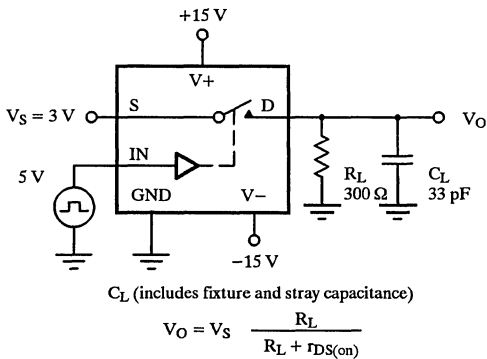 +15 V
V+
S
D
VS = 3 V
VO
IN
5 V
RL
300 Ω
CL
33 pF
GND
V−
−15 V
CL (includes fixture and stray capacitance)
VO = VS RL / RL + rDS(on)